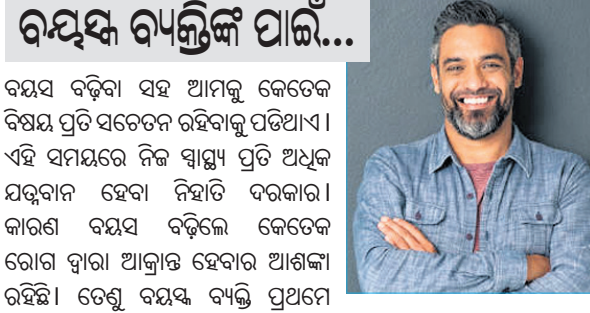 ବୟସ୍କ ବ୍ୟକ୍ତିଙ୍କ ପାଇଁ...
ବୟସ ବଢ଼ିବା ସହ ଆମକୁ କେତେକ
ବିଷୟ ପ୍ରତି ସଚେତନ ରହିବାକୁ ପଡିଥାଏ।
ଏହି ସମୟରେ ନିଜ ସ୍ୱାସ୍ଥ୍ୟ ପ୍ରତି ଅଧିକ
ଯତ୍ନବାନ ହେବା ନିହାତି ଦରକାର।
କାରଣ ବୟସ ବଢ଼ିଲେ କେତେକ
ରୋଗ ଦ୍ୱାରା ଆକ୍ରାନ୍ତ ହେବାର ଆଶଙ୍କା
ରହିଛି। ତେଣୁ ବୟସ୍କ ବ୍ୟକ୍ତି ପ୍ରଥମେ